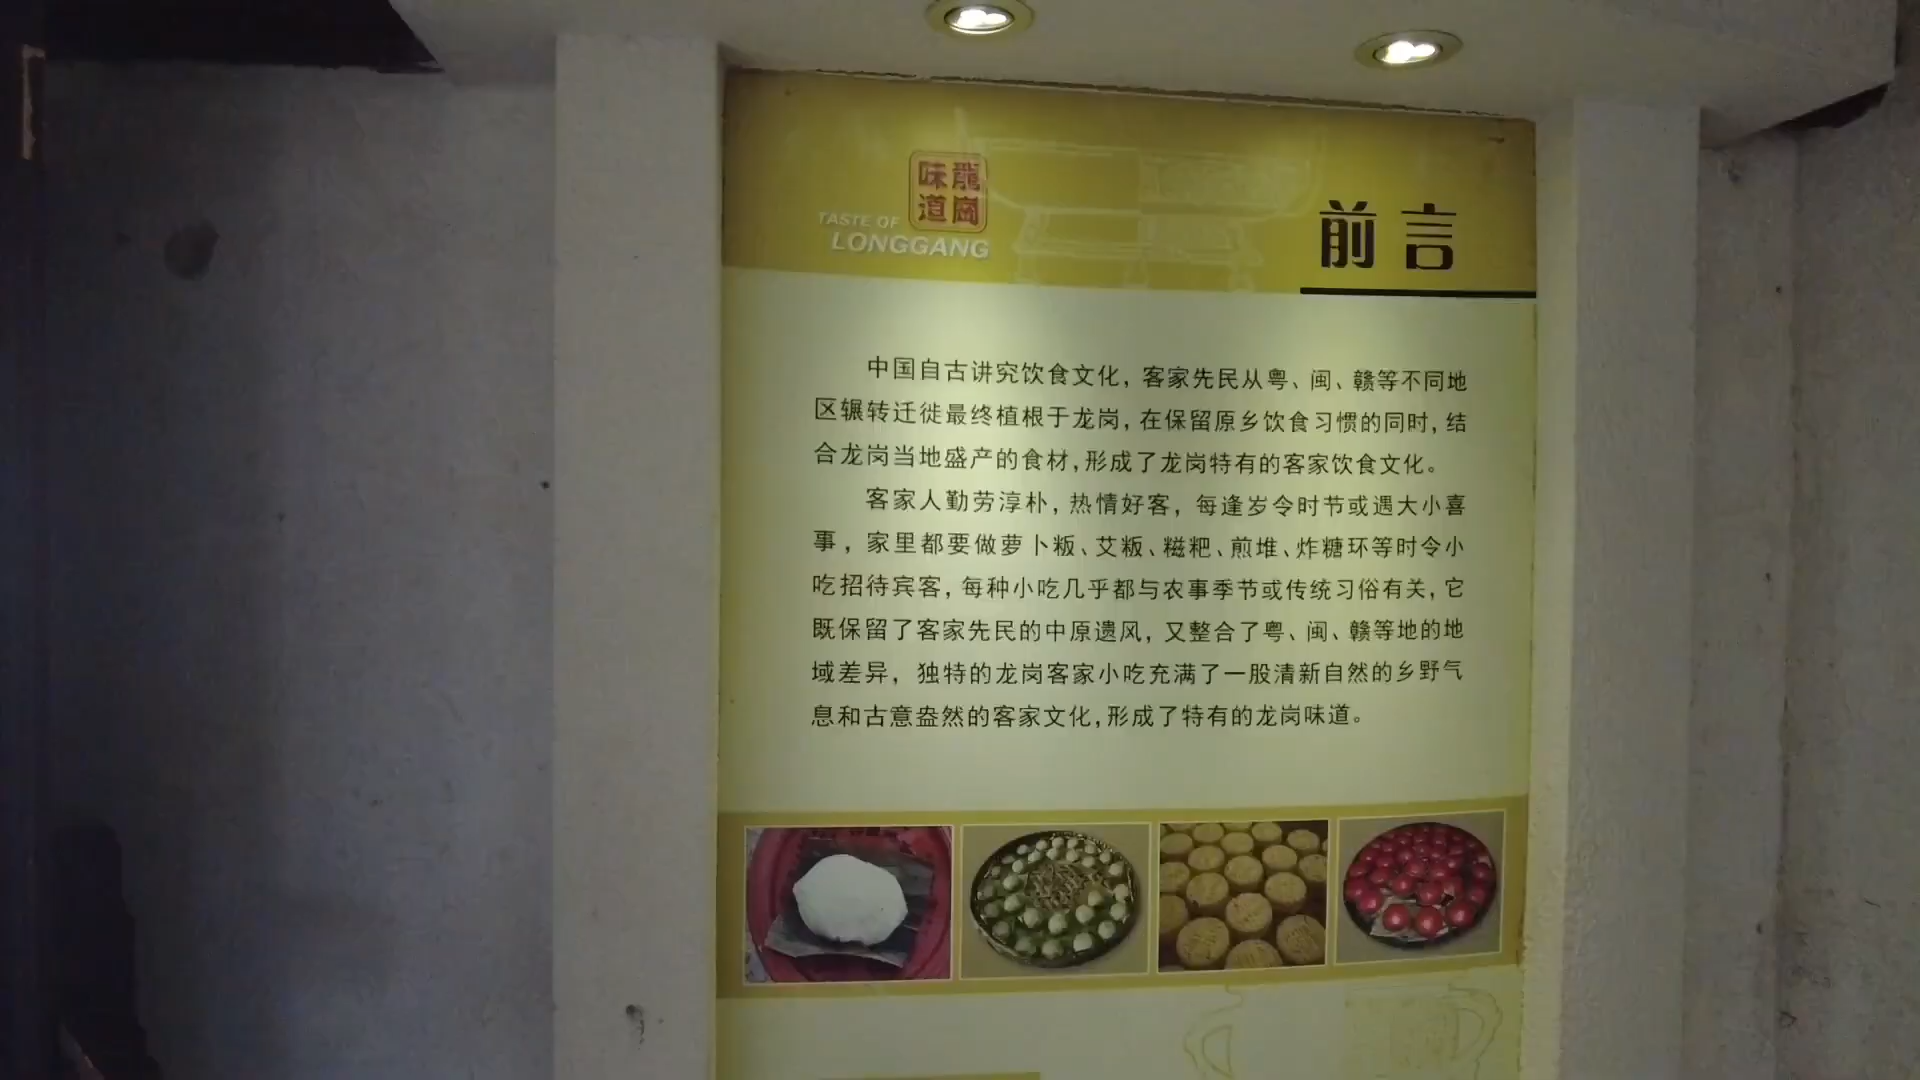 龍崗
味道
TASTE OF
LONGGANG
前言
中国自古讲究饮食文化，客家先民从粤、闽、赣等不同地
区辗转迁徙最终植根于龙岗，在保留原乡饮食习惯的同时，结
合龙岗当地盛产的食材，形成了龙岗特有的客家饮食文化。
客家人勤劳淳朴，热情好客，每逢岁令时节或遇大小喜
事，家里都要做萝卜粄、艾粄、糍粑、煎堆、炸糖环等时令小
吃招待宾客，每种小吃几乎都与农事季节或传统习俗有关，它
既保留了客家先民的中原遗风，又整合了粤、闽、赣等地的地
域差异，独特的龙岗客家小吃充满了一股清新自然的乡野气
息和古意盎然的客家文化，形成了特有的龙岗味道。